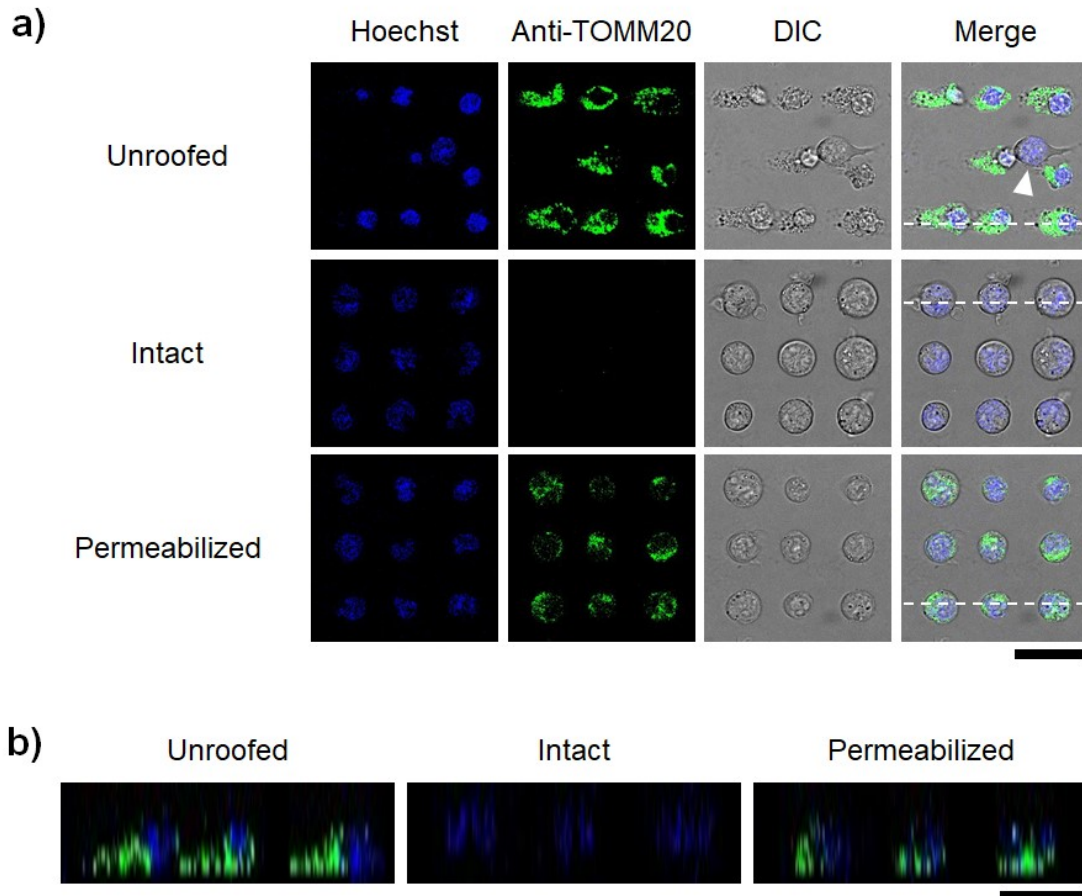 a)
Hoechst Anti-TOMM20 DIC Merge
Unroofed
Intact
Permeabilized
b)
Unroofed Intact Permeabilized